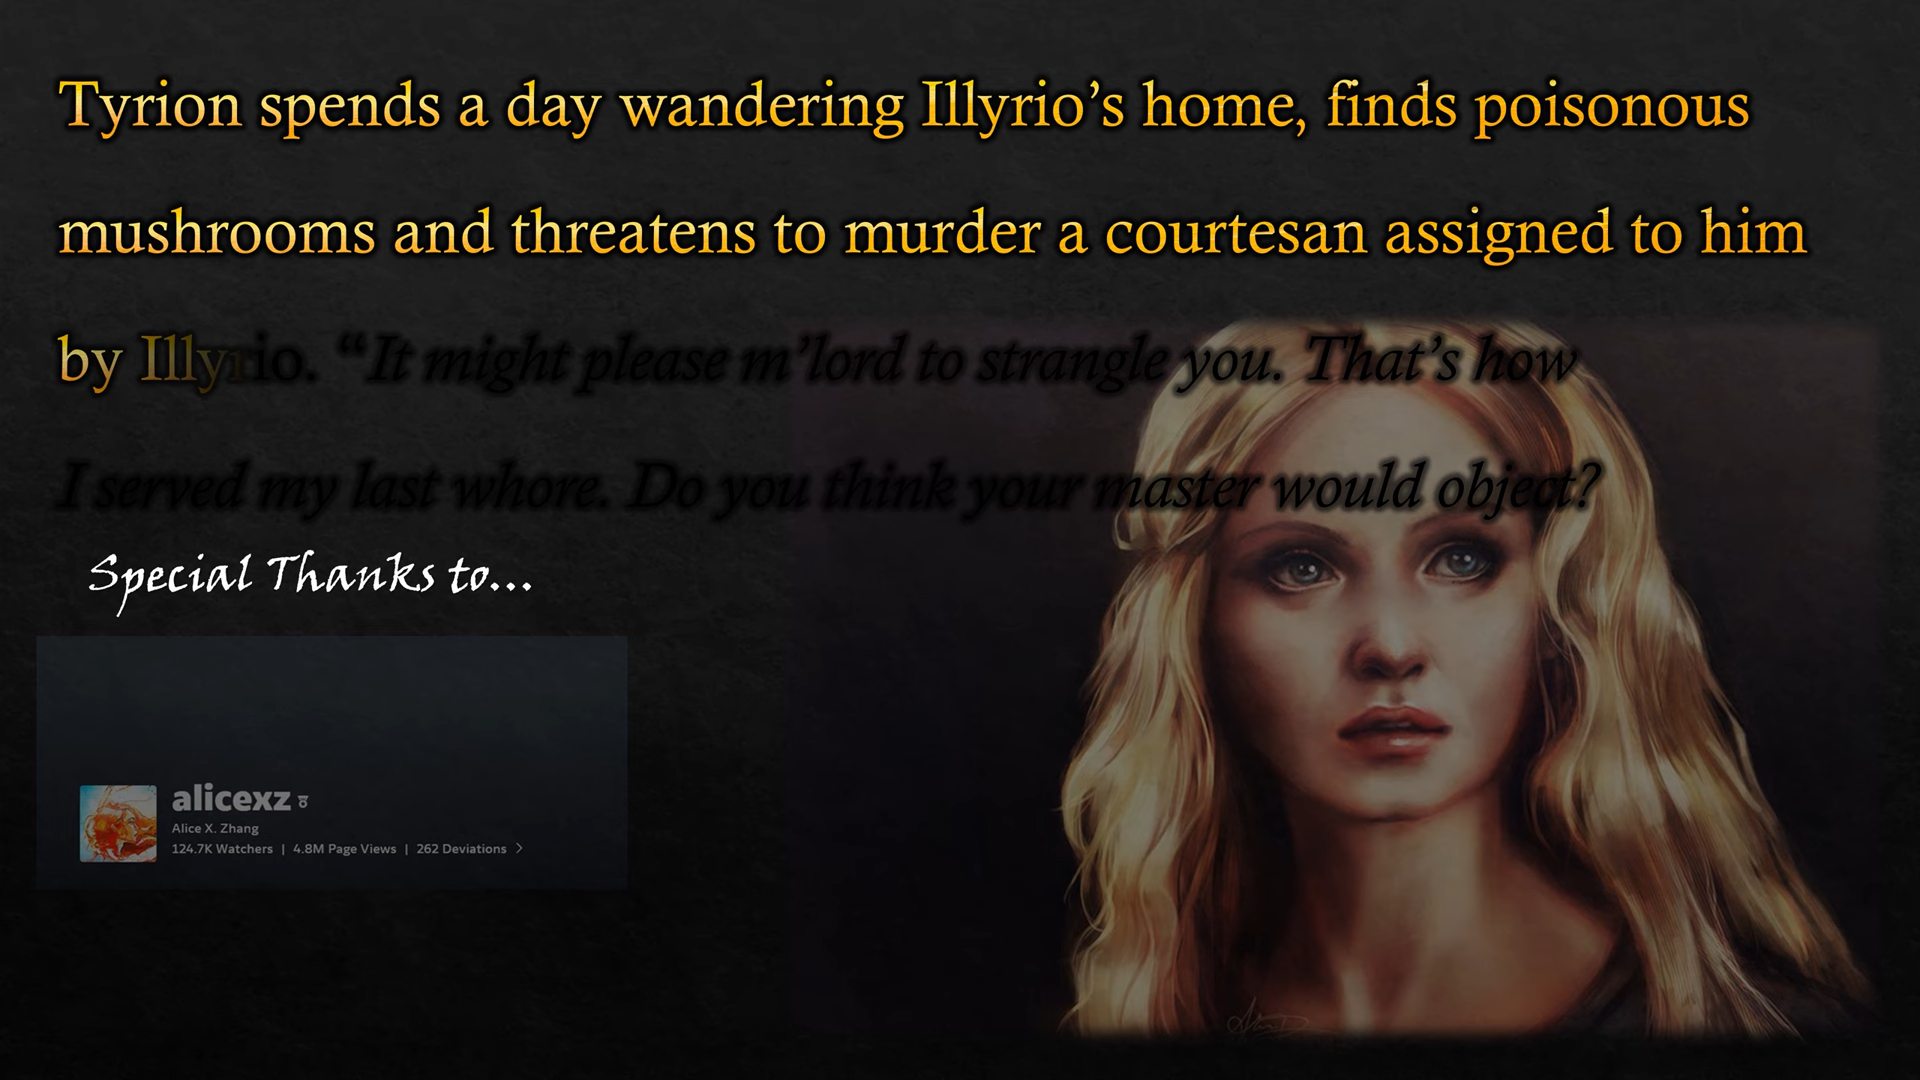 Tyrion spends a day wandering Illyrio’s home, finds poisonous
mushrooms and threatens to murder a courtesan assigned to him
by Illyrio. “It might please m’lord to strangle you. That’s how
I served my last whore. Do you think your master would object?
Special Thanks to...
alicexz
Alice X. Zhang
124.7K Watchers | 4.8M Page Views | 262 Deviations >